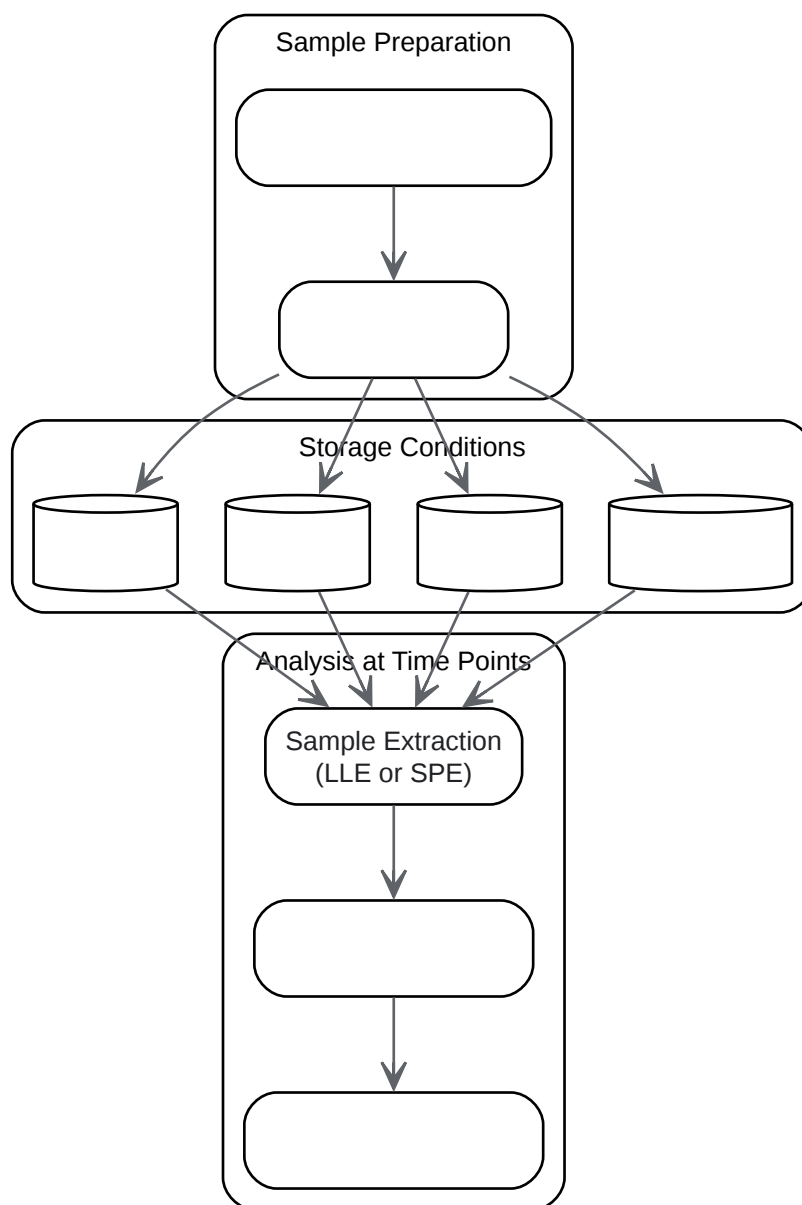 Sample Preparation
Storage Conditions
Analysis at Time Points
Sample Extraction
(LLE or SPE)